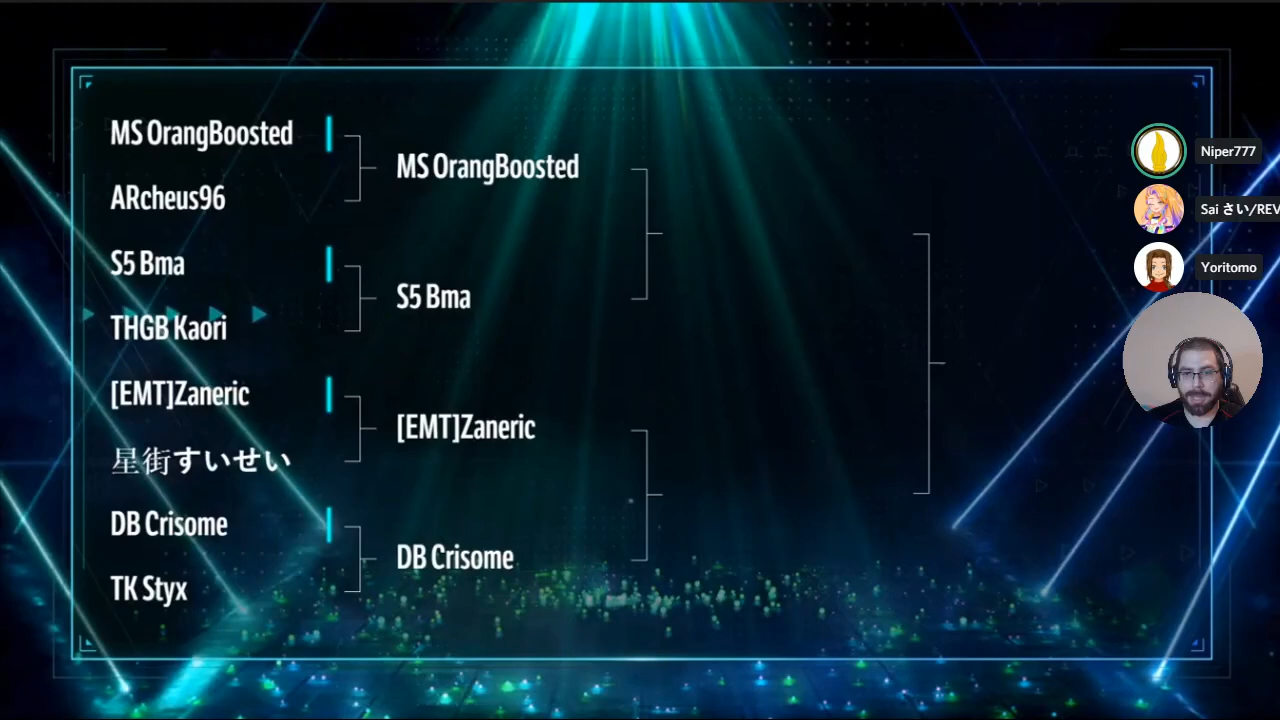 MS OrangBoosted
ARcheus96
S5 Bma
THGB Kaori
[EMT]Zaneric
星街すいせい
DB Crisome
TK Styx
MS OrangBoosted
S5 Bma
[EMT]Zaneric
DB Crisome
Niper777
Sai さい/REV
Yoritomo